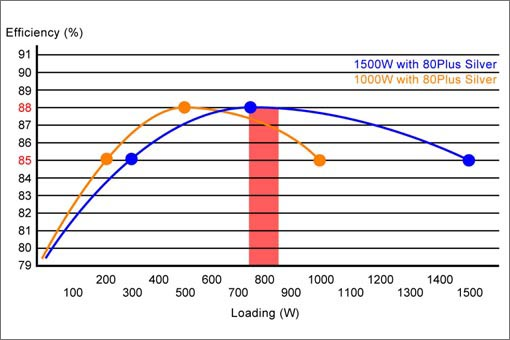 Efficiency (%)
91
1500W with 80Plus Silver
90
1000W with 80Plus Silver
89
88
87
86
85
84
83
82
81
80
79
200 400 600 800 1000 1200 1400
100 300 500 700 900 1100 1300 1500
Loading (W)